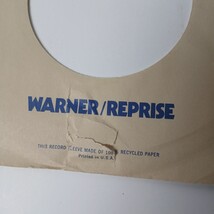 WARNER/REPRISE
THIS RECORD SLEEVE MADE OF 100% RECYCLED PAPER
Printed in U.S.A.